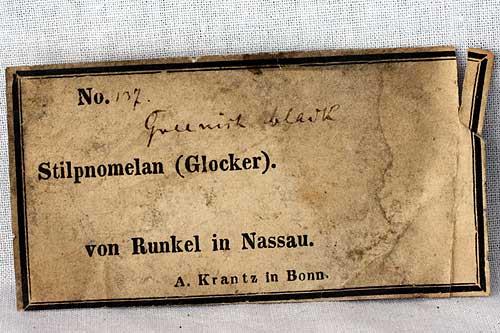 No. 137.
Greenish black
Stilpnomelan (Glocker).
von Runkel in Nassau.
A. Krantz in Bonn.